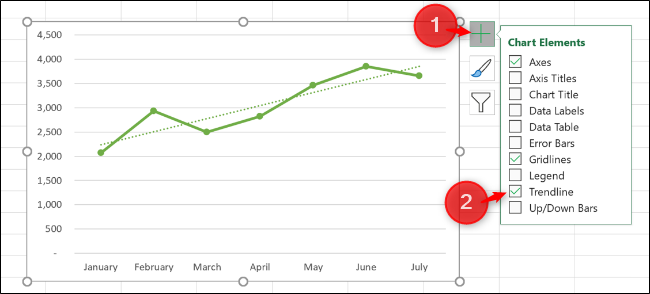 1
4,500
4,000
3,500
3,000
2,500
2,000
1,500
1,000
500
-
January February March April May June July
Chart Elements
Axes
Axis Titles
Chart Title
Data Labels
Data Table
Error Bars
Gridlines
Legend
Trendline
Up/Down Bars
2